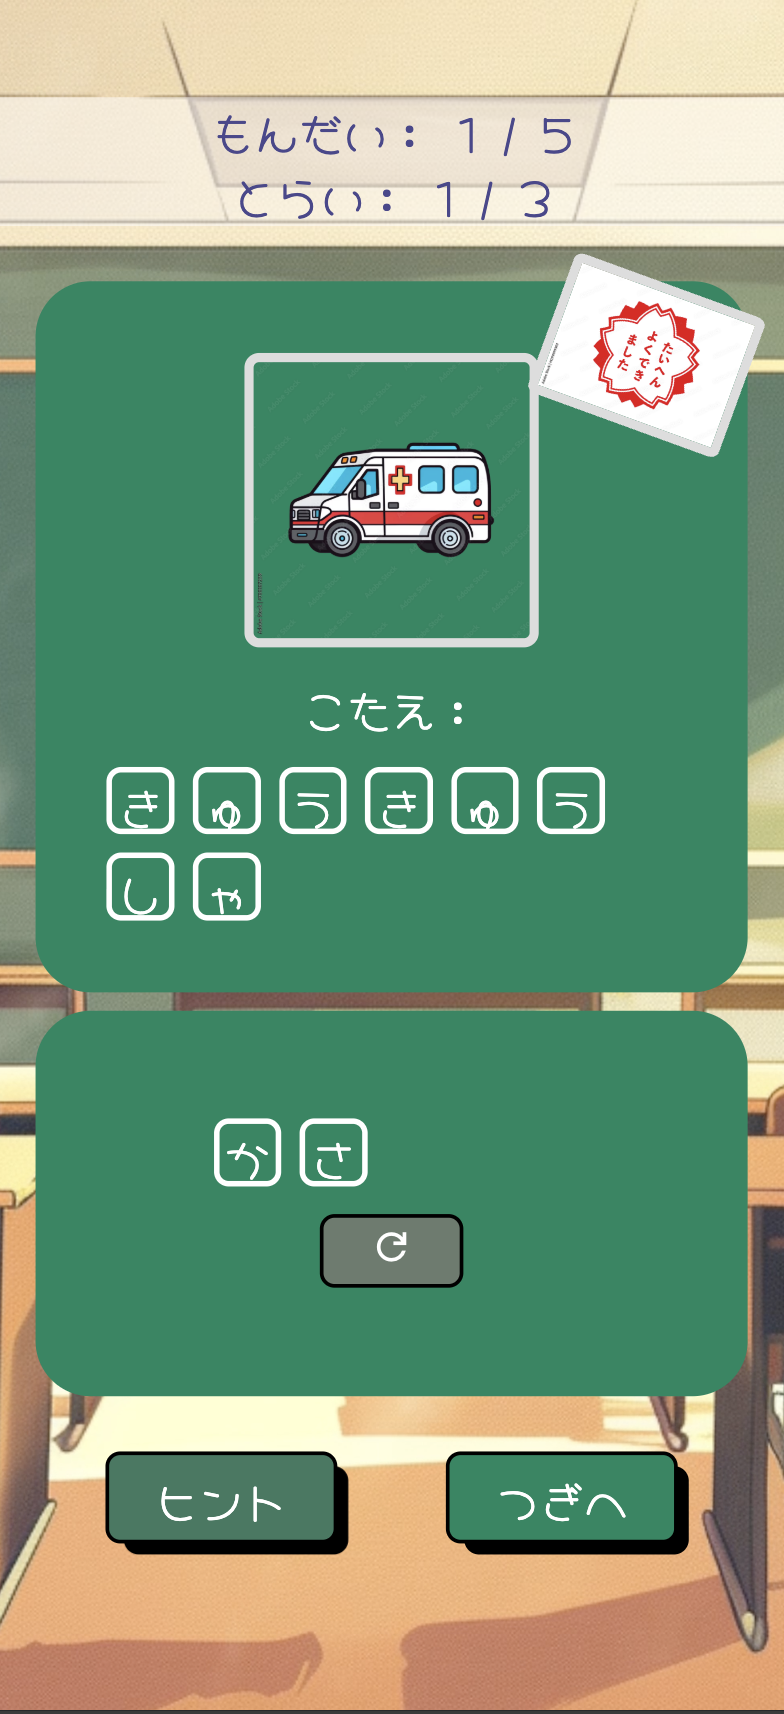 もんだい： 1 / 5
とらい： 1 / 3
たいへん
よくでき
ました
こたえ：
きゅうきゅう
しゃ
かさ
ヒント
つぎへ